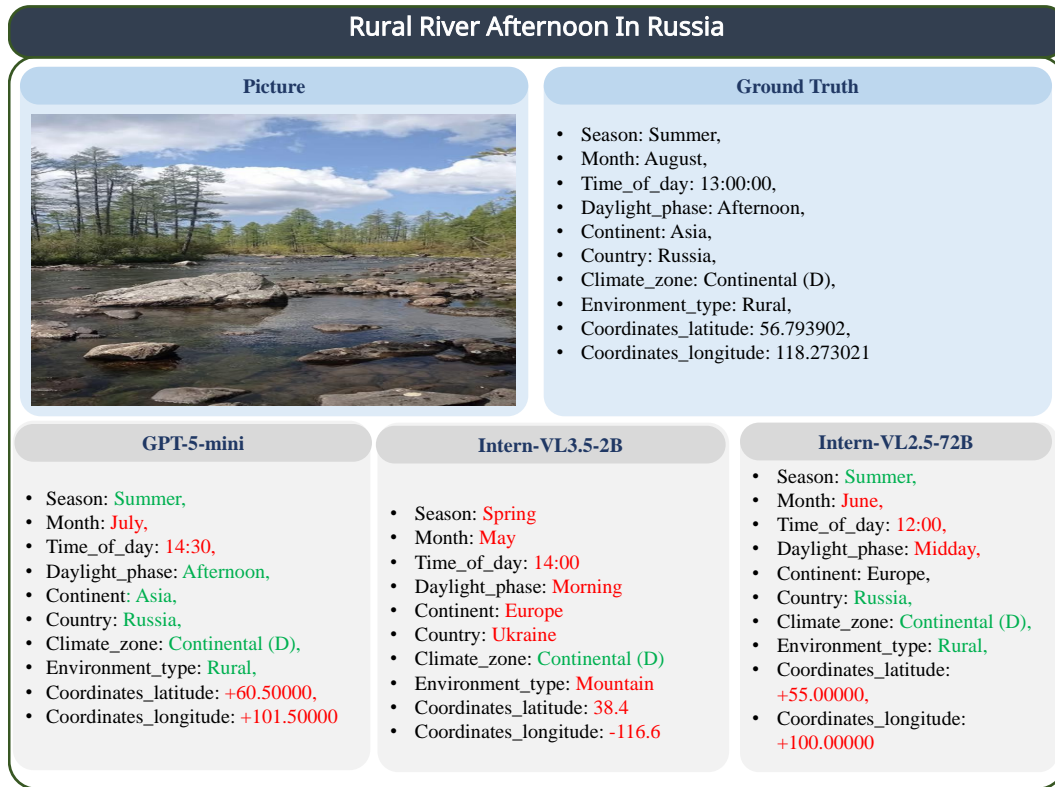 Rural River Afternoon In Russia
Picture
Ground Truth
• Season: Summer,
• Month: August,
• Time_of_day: 13:00:00,
• Daylight_phase: Afternoon,
• Continent: Asia,
• Country: Russia,
• Climate_zone: Continental (D),
• Environment_type: Rural,
• Coordinates_latitude: 56.793902,
• Coordinates_longitude: 118.273021
GPT-5-mini
• Season: Summer,
• Month: July,
• Time_of_day: 14:30,
• Daylight_phase: Afternoon,
• Continent: Asia,
• Country: Russia,
• Climate_zone: Continental (D),
• Environment_type: Rural,
• Coordinates_latitude: +60.50000,
• Coordinates_longitude: +101.50000
Intern-VL3.5-2B
• Season: Spring
• Month: May
• Time_of_day: 14:00
• Daylight_phase: Morning
• Continent: Europe
• Country: Ukraine
• Climate_zone: Continental (D)
• Environment_type: Mountain
• Coordinates_latitude: 38.4
• Coordinates_longitude: -116.6
Intern-VL2.5-72B
• Season: Summer,
• Month: June,
• Time_of_day: 12:00,
• Daylight_phase: Midday,
• Continent: Europe,
• Country: Russia,
• Climate_zone: Continental (D),
• Environment_type: Rural,
• Coordinates_latitude:
+55.00000,
• Coordinates_longitude:
+100.00000